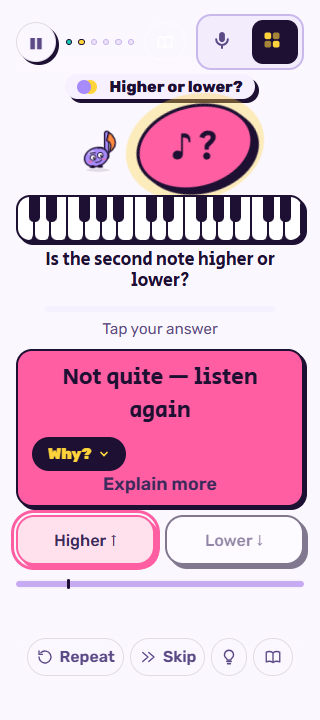 Higher or lower?
♪?
Is the second note higher or
lower?
Tap your answer
Not quite — listen
again
Why?
Explain more
Higher ↑
Lower ↓
Repeat
Skip